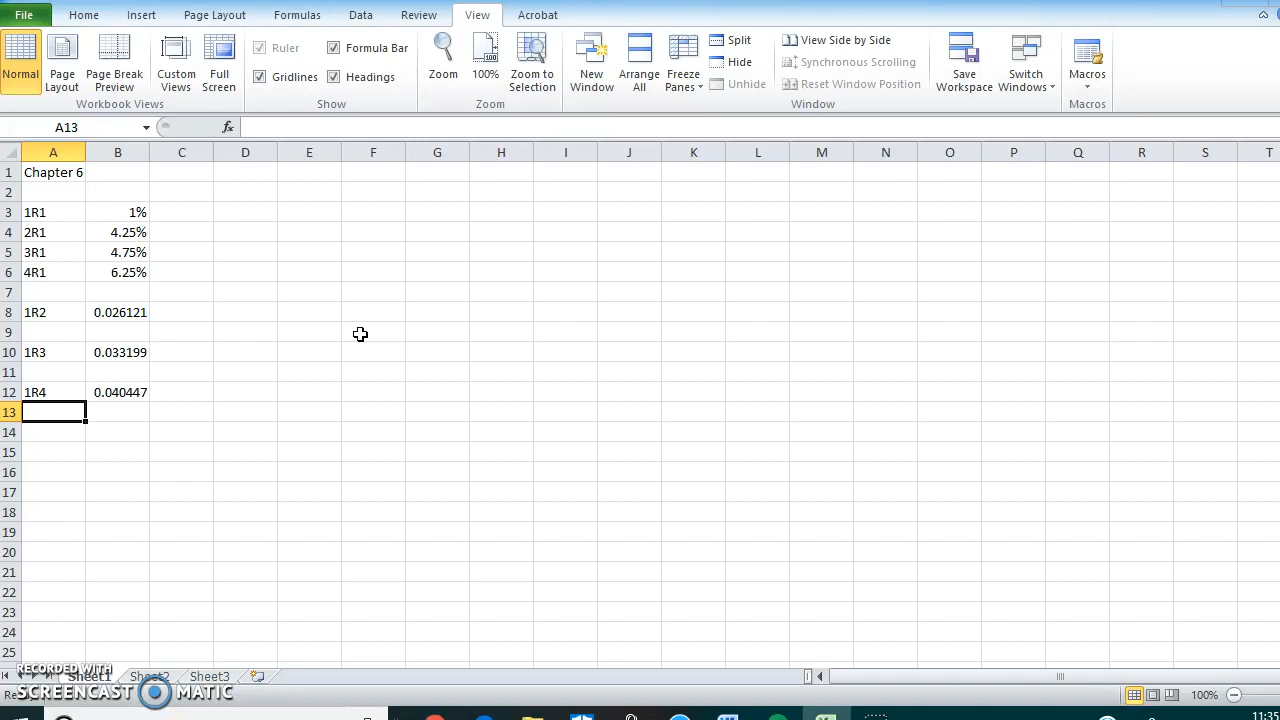 File Home Insert Page Layout Formulas Data Review View Acrobat
Normal Page Layout Page Break Preview Custom Views Full Screen
Workbook Views
Ruler Formula Bar
Gridlines Headings
Show
Zoom 100% Zoom to Selection
Zoom
New Window Arrange All Freeze Panes
Split
Hide
Unhide
View Side by Side
Synchronous Scrolling
Reset Window Position
Window
Save Workspace Switch Windows
Macros
Macros
A13 fx
A B C D E F G H I J K L M N O P Q R S T
1 Chapter 6
2
3 1R1 1%
4 2R1 4.25%
5 3R1 4.75%
6 4R1 6.25%
7
8 1R2 0.026121
9
10 1R3 0.033199
11
12 1R4 0.040447
13
14
15
16
17
18
19
20
21
22
23
24
25
RECORDED WITH
Sheet1 Sheet2 Sheet3
SCREENCAST MATIC
100%
11:35